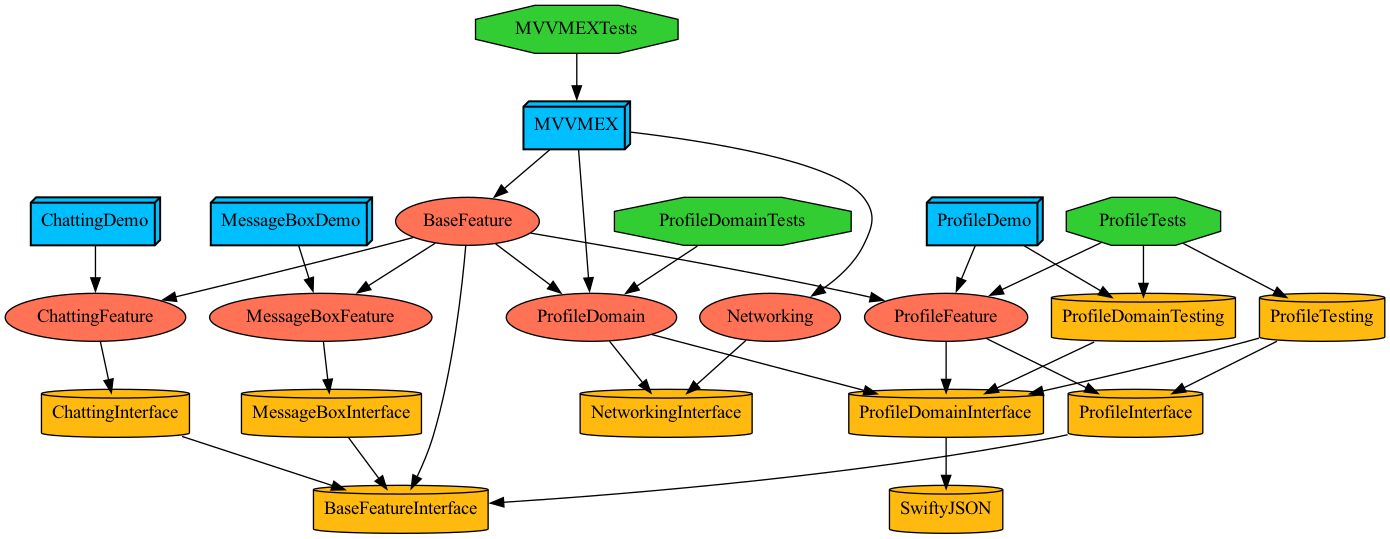 MVVMEXTests
MVVMEX
ChattingDemo
MessageBoxDemo
BaseFeature
ProfileDomainTests
ProfileDemo
ProfileTests
ChattingFeature
MessageBoxFeature
ProfileDomain
Networking
ProfileFeature
ProfileDomainTesting
ProfileTesting
ChattingInterface
MessageBoxInterface
NetworkingInterface
ProfileDomainInterface
ProfileInterface
BaseFeatureInterface
SwiftyJSON